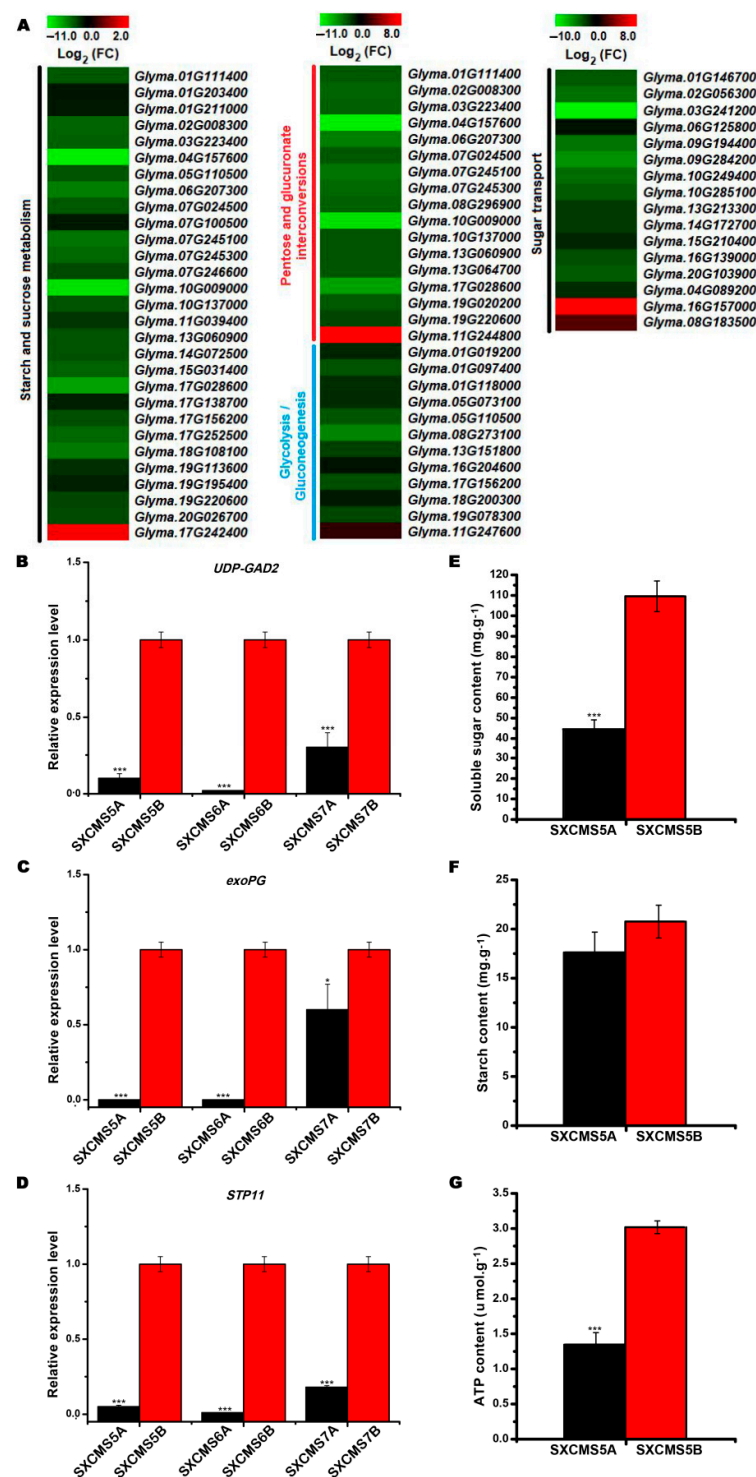 A
−11.0 0.0 2.0
Log2 (FC)
Starch and sucrose metabolism
Glyma.01G111400
Glyma.01G203400
Glyma.01G211000
Glyma.02G008300
Glyma.03G223400
Glyma.04G157600
Glyma.05G110500
Glyma.06G207300
Glyma.07G024500
Glyma.07G100500
Glyma.07G245100
Glyma.07G245300
Glyma.07G246600
Glyma.10G009000
Glyma.10G137000
Glyma.11G039400
Glyma.13G060900
Glyma.14G072500
Glyma.15G031400
Glyma.17G028600
Glyma.17G138700
Glyma.17G156200
Glyma.17G252500
Glyma.18G108100
Glyma.19G113600
Glyma.19G195400
Glyma.19G220600
Glyma.20G026700
Glyma.17G242400
−11.0 0.0 8.0
Log2 (FC)
Pentose and glucuronate
interconversions
Glyma.01G111400
Glyma.02G008300
Glyma.03G223400
Glyma.04G157600
Glyma.06G207300
Glyma.07G024500
Glyma.07G245100
Glyma.07G245300
Glyma.08G296900
Glyma.10G009000
Glyma.10G137000
Glyma.13G060900
Glyma.13G064700
Glyma.17G028600
Glyma.19G020200
Glyma.19G220600
Glyma.11G244800
Glycolysis /
Gluconeogenesis
Glyma.01G019200
Glyma.01G097400
Glyma.01G118000
Glyma.05G073100
Glyma.05G110500
Glyma.08G273100
Glyma.13G151800
Glyma.16G204600
Glyma.17G156200
Glyma.18G200300
Glyma.19G078300
Glyma.11G247600
−10.0 0.0 8.0
Log2 (FC)
Sugar transport
Glyma.01G146700
Glyma.02G056300
Glyma.03G241200
Glyma.06G125800
Glyma.09G194400
Glyma.09G284200
Glyma.10G249400
Glyma.10G285100
Glyma.13G213300
Glyma.14G172700
Glyma.15G210400
Glyma.16G139000
Glyma.20G103900
Glyma.04G089200
Glyma.16G157000
Glyma.08G183500
B
UDP-GAD2
Relative expression level
1.5
1.0
0.5
0.0
***
***
***
SXCMS5A
SXCMS5B
SXCMS6A
SXCMS6B
SXCMS7A
SXCMS7B
C
exoPG
Relative expression level
1.5
1.0
0.5
0.0
***
***
*
SXCMS5A
SXCMS5B
SXCMS6A
SXCMS6B
SXCMS7A
SXCMS7B
D
STP11
Relative expression level
1.5
1.0
0.5
0.0
***
***
***
SXCMS5A
SXCMS5B
SXCMS6A
SXCMS6B
SXCMS7A
SXCMS7B
E
Soluble sugar content (mg.g-1)
120
110
100
90
80
70
60
50
40
30
20
10
0
***
SXCMS5A SXCMS5B
F
Starch content (mg.g-1)
25
20
15
10
5
0
SXCMS5A SXCMS5B
G
ATP content (u mol.g-1)
3.5
3.0
2.5
2.0
1.5
1.0
0.5
0.0
***
SXCMS5A SXCMS5B